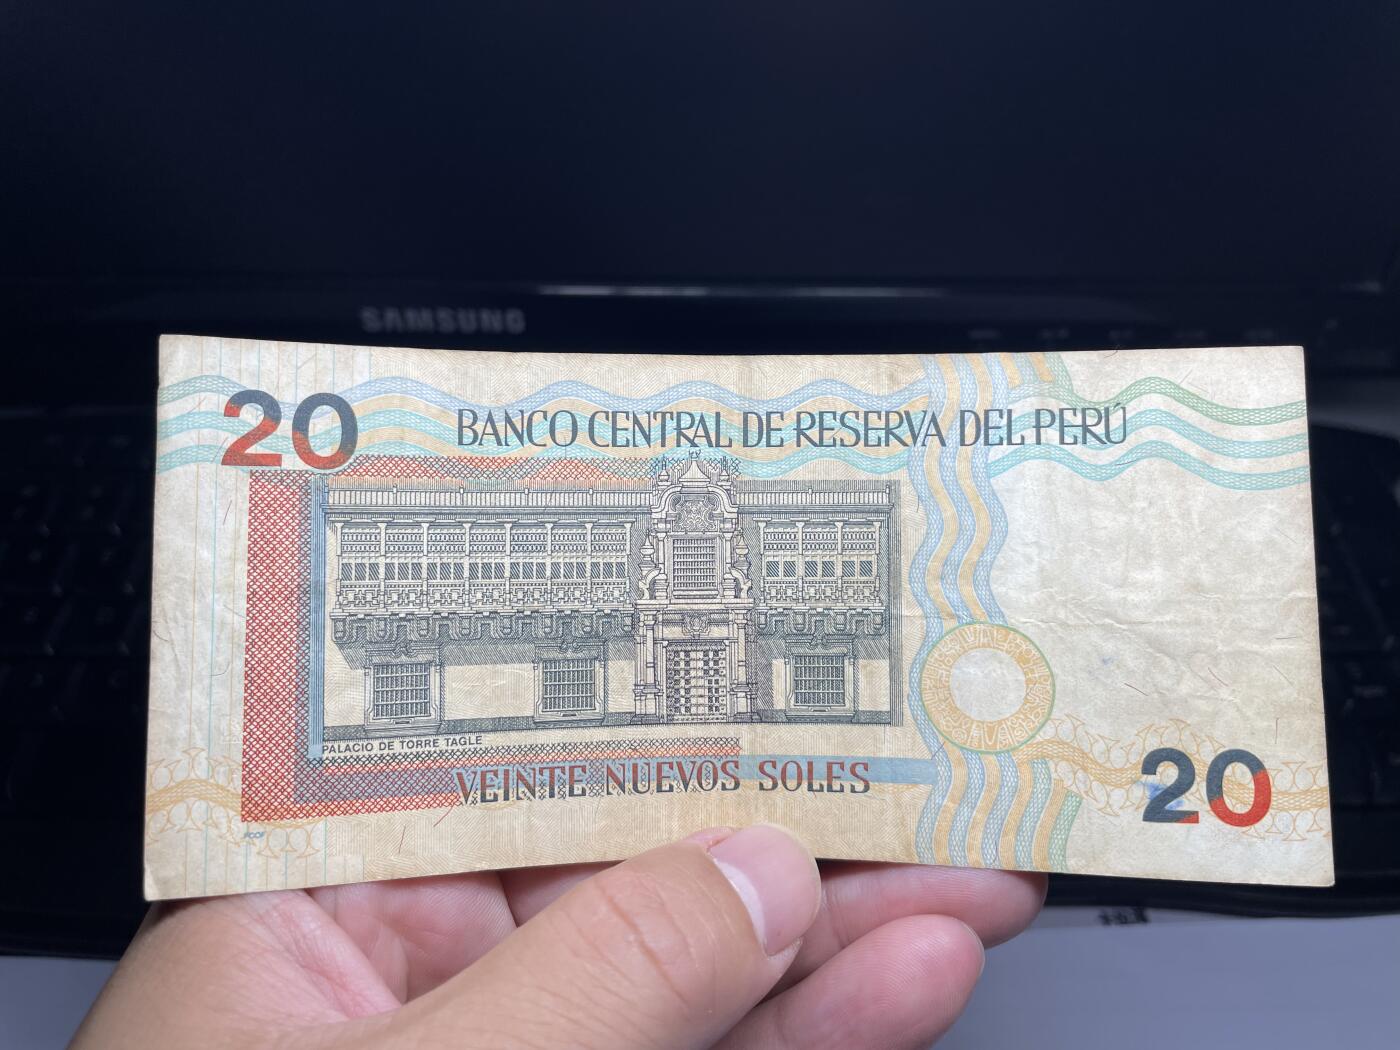 SAMSUNG
20
BANCO CENTRAL DE RESERVA DEL PERÚ
PALACIO DE TORRE TAGLE
VEINTE NUEVOS SOLES
20